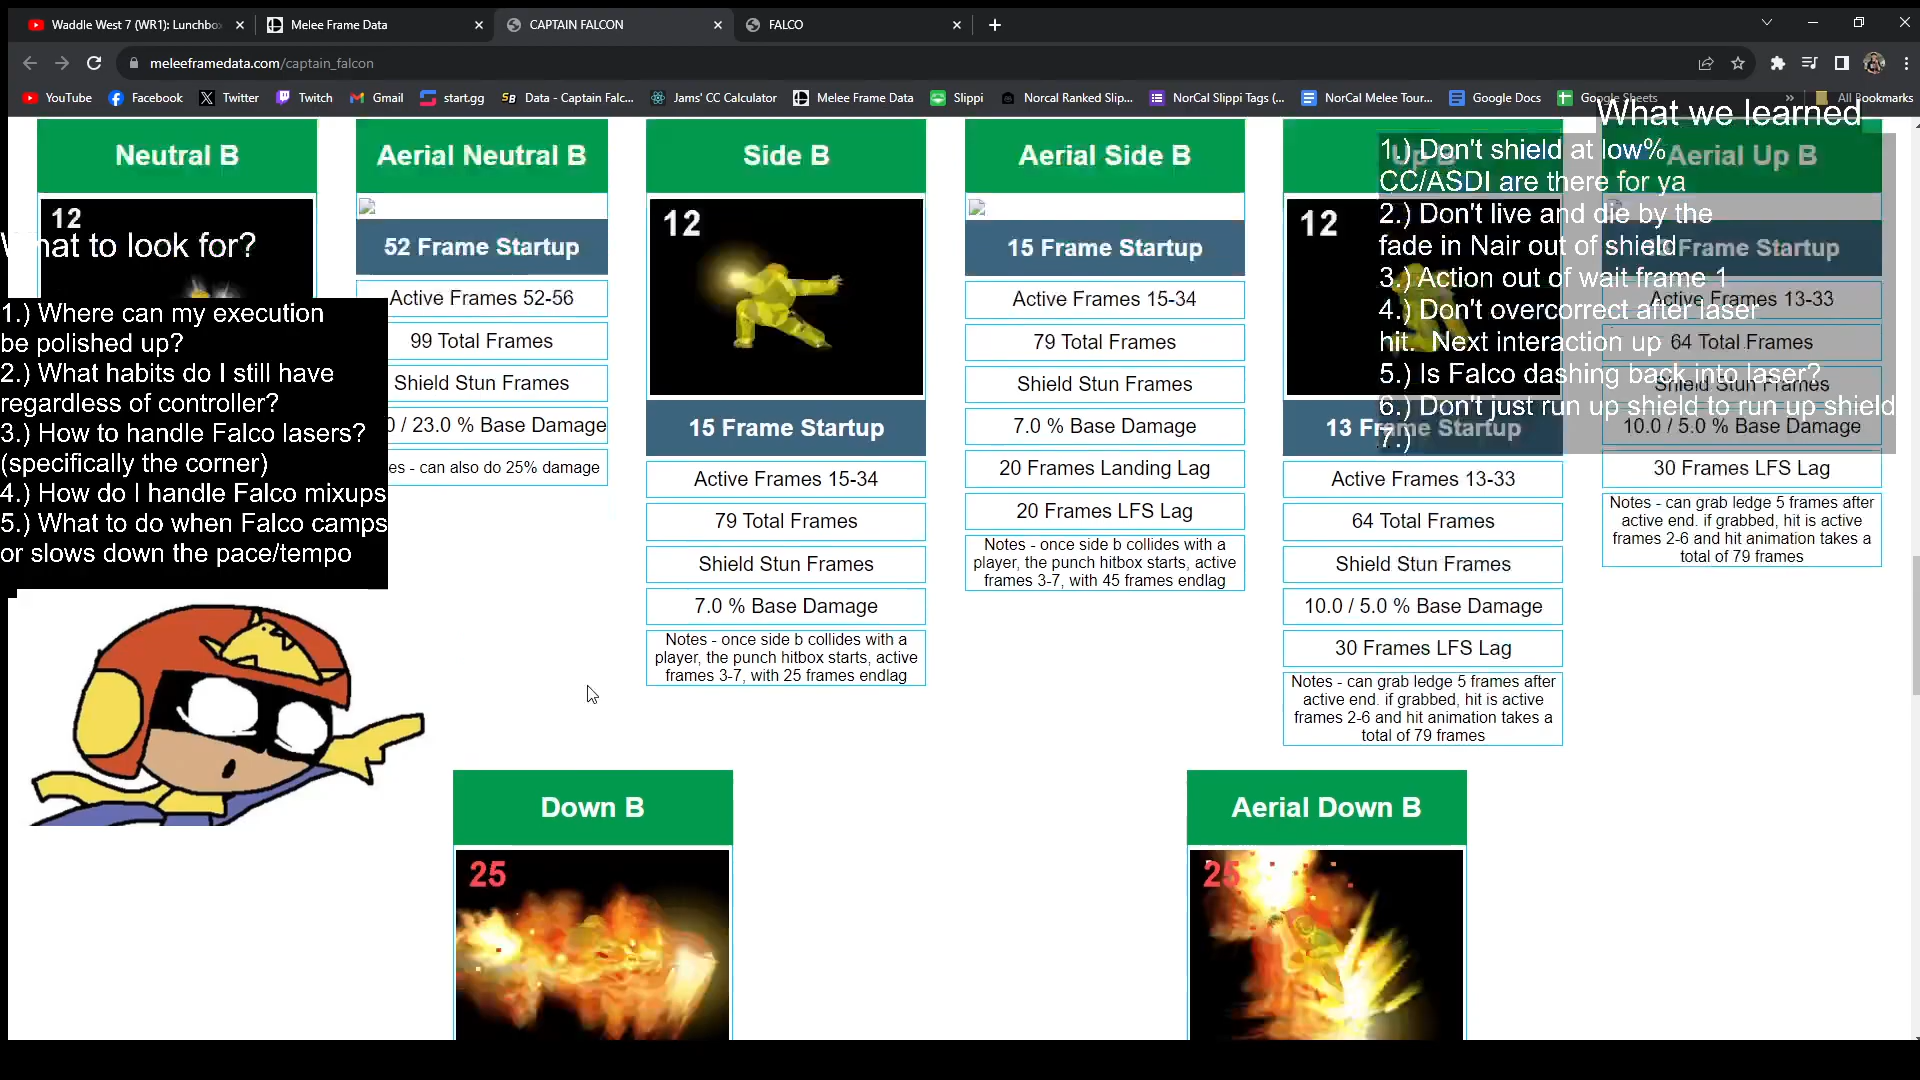 Waddle West 7 (WR1): Lunchbo
Melee Frame Data
CAPTAIN FALCON
FALCO
meleeframedata.com/captain_falcon
YouTube
Facebook
Twitter
Twitch
Gmail
start.gg
Data - Captain Falc...
Jams' CC Calculator
Melee Frame Data
Slippi
Norcal Ranked Slip...
NorCal Slippi Tags (...
NorCal Melee Tour...
Google Docs
Google Sheets
»
All Bookmarks
Neutral B
12
Aerial Neutral B
52 Frame Startup
Active Frames 52-56
99 Total Frames
Shield Stun Frames
0 / 23.0 % Base Damage
es - can also do 25% damage
Side B
12
15 Frame Startup
Active Frames 15-34
79 Total Frames
Shield Stun Frames
7.0 % Base Damage
Notes - once side b collides with a
player, the punch hitbox starts, active
frames 3-7, with 25 frames endlag
Aerial Side B
15 Frame Startup
Active Frames 15-34
79 Total Frames
Shield Stun Frames
7.0 % Base Damage
20 Frames Landing Lag
20 Frames LFS Lag
Notes - once side b collides with a
player, the punch hitbox starts, active
frames 3-7, with 45 frames endlag
Up B
12
13 Frame Startup
Active Frames 13-33
64 Total Frames
Shield Stun Frames
10.0 / 5.0 % Base Damage
30 Frames LFS Lag
Notes - can grab ledge 5 frames after
active end. if grabbed, hit is active
frames 2-6 and hit animation takes a
total of 79 frames
Aerial Up B
Frame Startup
Active Frames 13-33
64 Total Frames
Shield Stun Frames
10.0 / 5.0 % Base Damage
30 Frames LFS Lag
Notes - can grab ledge 5 frames after
active end. if grabbed, hit is active
frames 2-6 and hit animation takes a
total of 79 frames
What we learned
1.) Don't shield at low%
CC/ASDI are there for ya
2.) Don't live and die by the
fade in Nair out of shield
3.) Action out of wait frame 1
4.) Don't overcorrect after laser
hit. Next interaction up
5.) Is Falco dashing back into laser?
6.) Don't just run up shield to run up shield
7.)
What to look for?
1.) Where can my execution
be polished up?
2.) What habits do I still have
regardless of controller?
3.) How to handle Falco lasers?
(specifically the corner)
4.) How do I handle Falco mixups
5.) What to do when Falco camps
or slows down the pace/tempo
Down B
25
Aerial Down B
25